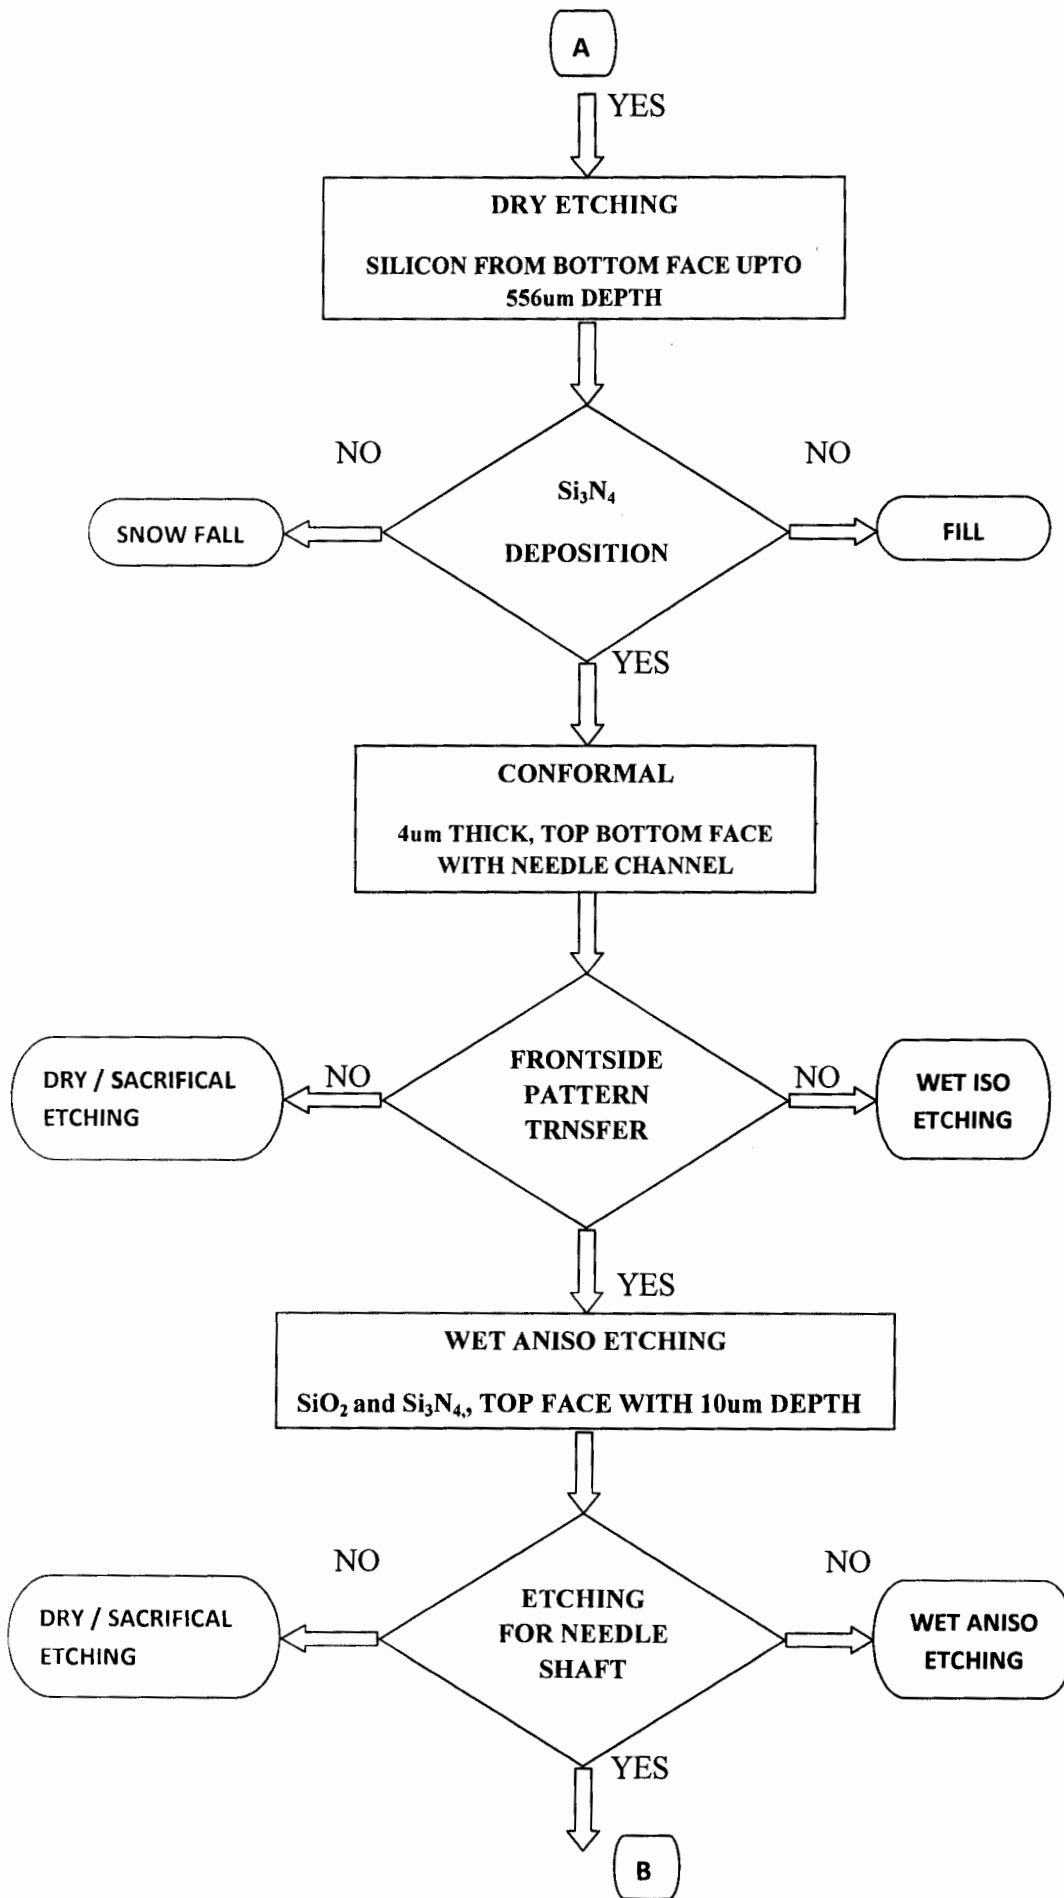 A
YES
DRY ETCHING
SILICON FROM BOTTOM FACE UPTO
556um DEPTH
NO
NO
Si₃N₄
DEPOSITION
SNOW FALL
FILL
YES
CONFORMAL
4um THICK, TOP BOTTOM FACE
WITH NEEDLE CHANNEL
FRONTSIDE
PATTERN
TRNSFER
NO
NO
DRY / SACRIFICAL
ETCHING
WET ISO
ETCHING
YES
WET ANISO ETCHING
SiO₂ and Si₃N₄,, TOP FACE WITH 10um DEPTH
NO
NO
ETCHING
FOR NEEDLE
SHAFT
DRY / SACRIFICAL
ETCHING
WET ANISO
ETCHING
YES
B